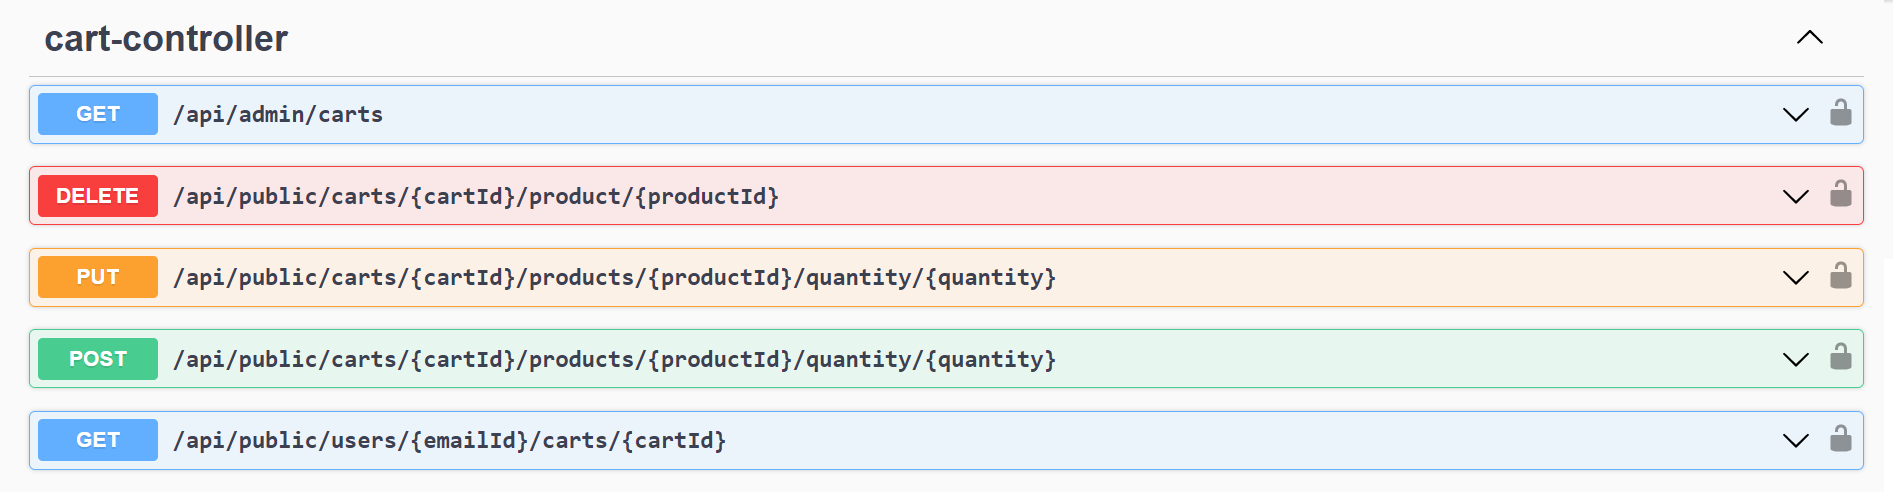 cart-controller
GET /api/admin/carts
DELETE /api/public/carts/{cartId}/product/{productId}
PUT /api/public/carts/{cartId}/products/{productId}/quantity/{quantity}
POST /api/public/carts/{cartId}/products/{productId}/quantity/{quantity}
GET /api/public/users/{emailId}/carts/{cartId}